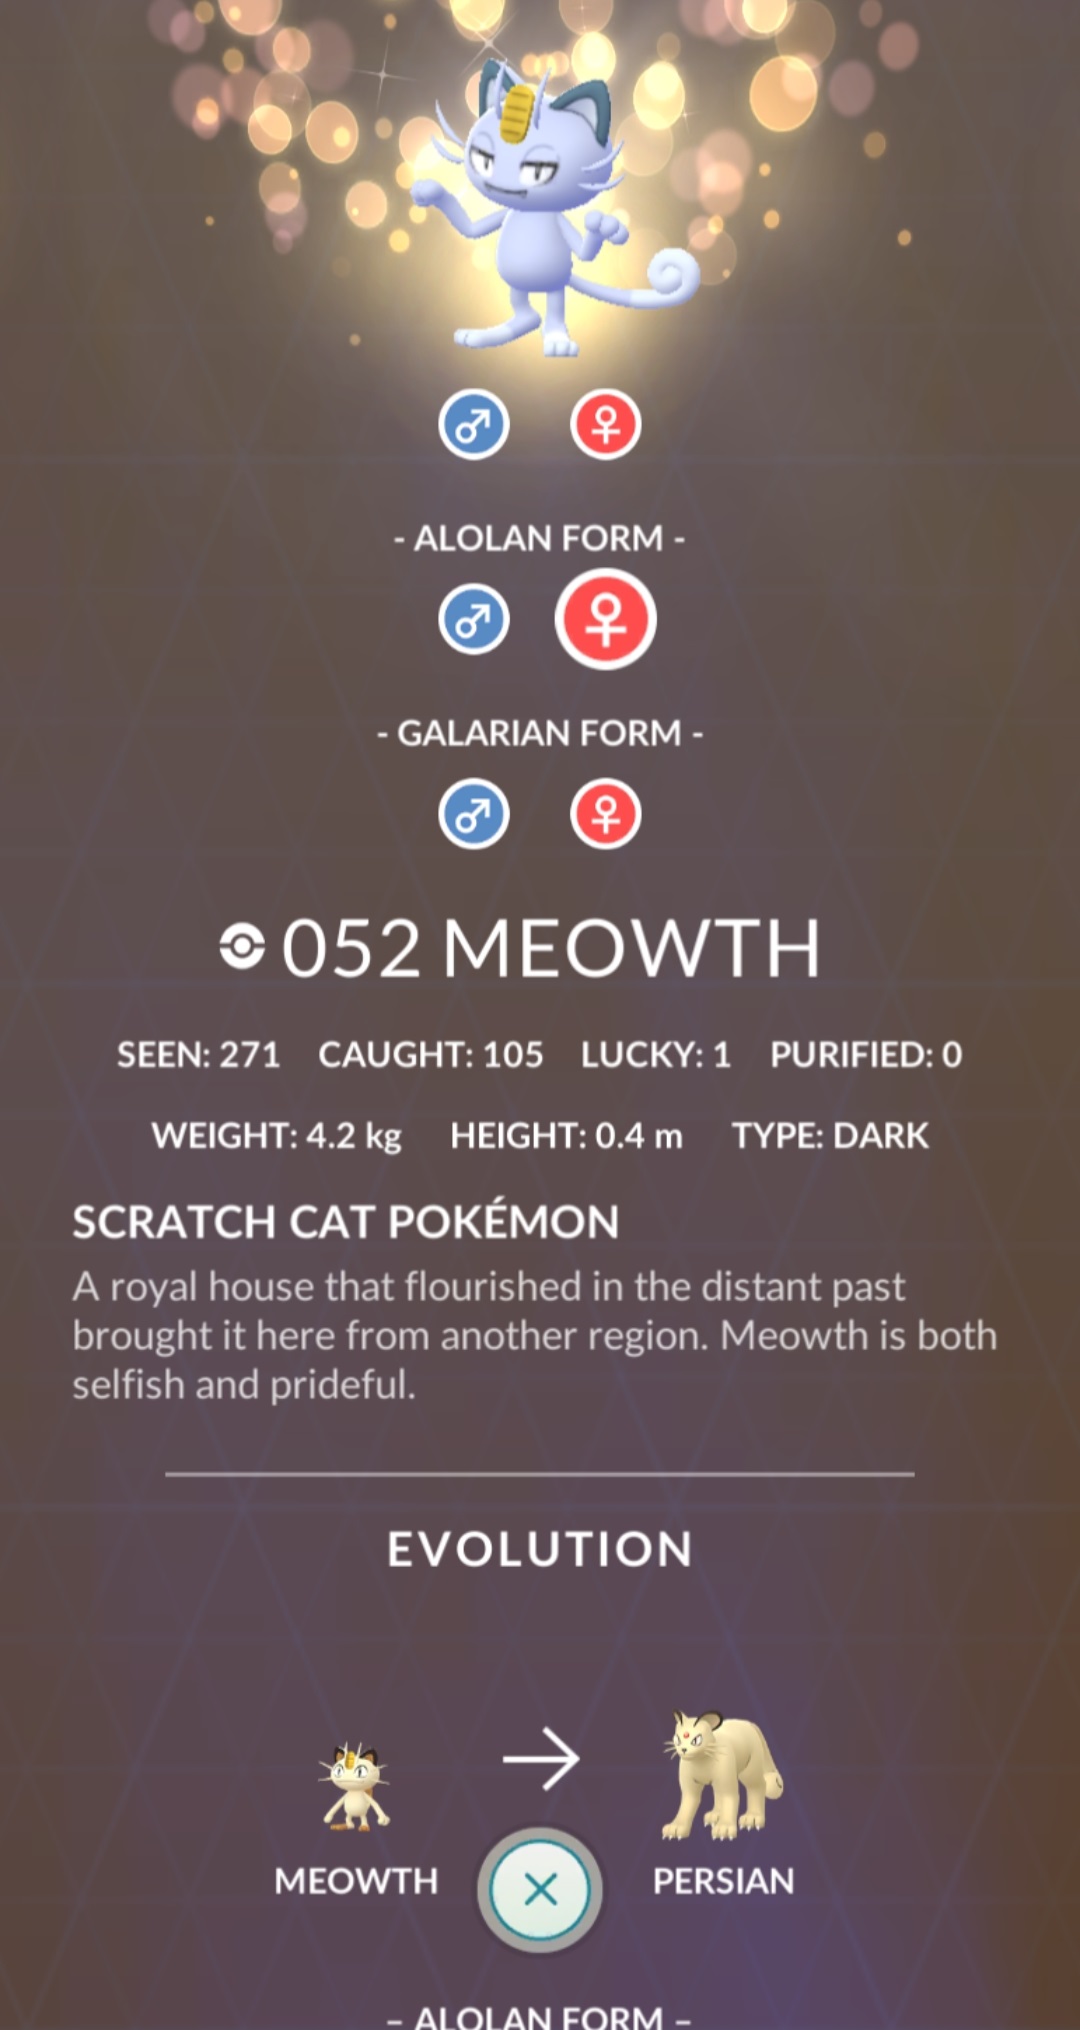 - ALOLAN FORM -
- GALARIAN FORM -
052 MEOWTH
SEEN: 271 CAUGHT: 105 LUCKY: 1 PURIFIED: 0
WEIGHT: 4.2 kg HEIGHT: 0.4 m TYPE: DARK
SCRATCH CAT POKÉMON
A royal house that flourished in the distant past
brought it here from another region. Meowth is both
selfish and prideful.
EVOLUTION
MEOWTH PERSIAN
– ALOLAN FORM –